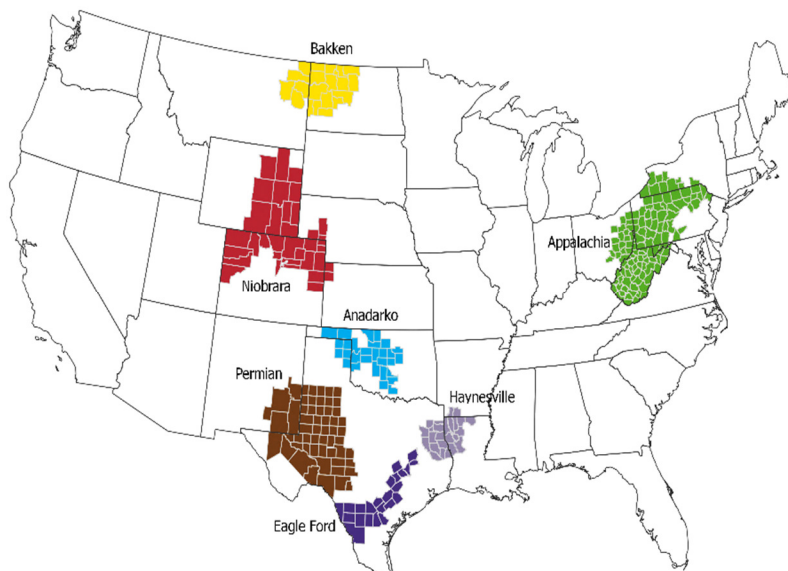 Bakken
Appalachia
Niobrara
Anadarko
Permian
Haynesville
Eagle Ford